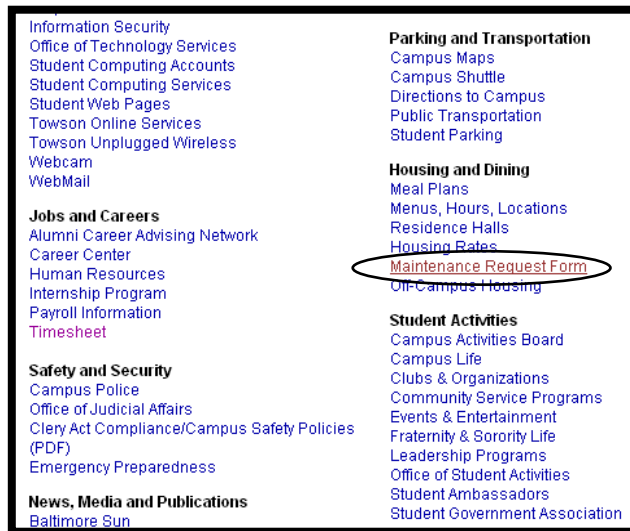 Information Security
Office of Technology Services
Student Computing Accounts
Student Computing Services
Student Web Pages
Towson Online Services
Towson Unplugged Wireless
Webcam
WebMail
Jobs and Careers
Alumni Career Advising Network
Career Center
Human Resources
Internship Program
Payroll Information
Timesheet
Safety and Security
Campus Police
Office of Judicial Affairs
Clery Act Compliance/Campus Safety Policies
(PDF)
Emergency Preparedness
News, Media and Publications
Baltimore Sun
Parking and Transportation
Campus Maps
Campus Shuttle
Directions to Campus
Public Transportation
Student Parking
Housing and Dining
Meal Plans
Menus, Hours, Locations
Residence Halls
Housing Rates
Maintenance Request Form
Off-Campus Housing
Student Activities
Campus Activities Board
Campus Life
Clubs & Organizations
Community Service Programs
Events & Entertainment
Fraternity & Sorority Life
Leadership Programs
Office of Student Activities
Student Ambassadors
Student Government Association